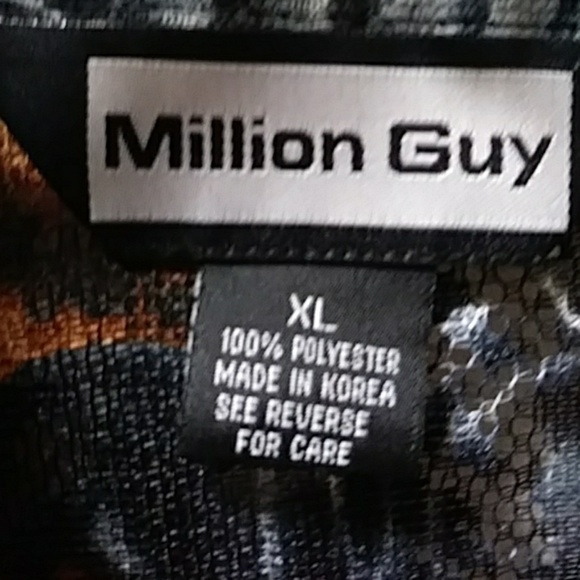 Million Guy
XL
100% POLYESTER
MADE IN KOREA
SEE REVERSE
FOR CARE